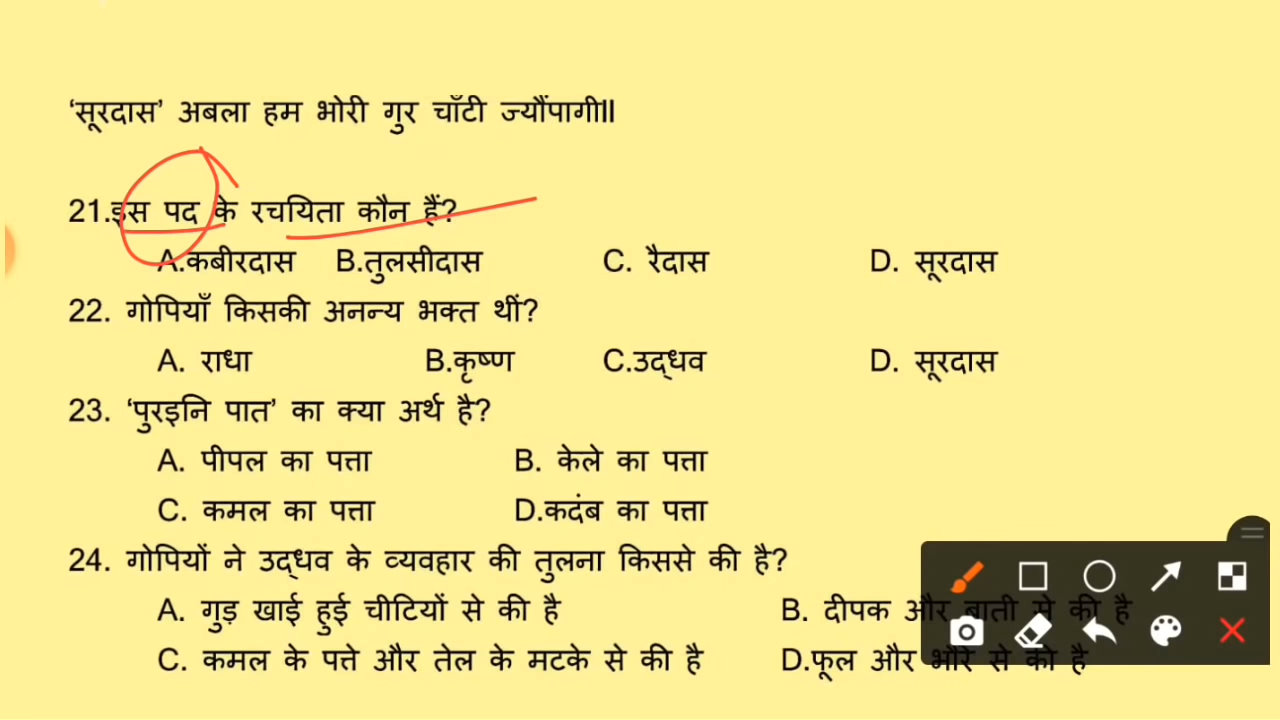 ‘सूरदास’ अबला हम भोरी गुर चाँटी ज्यौंपागी॥
21.इस पद के रचयिता कौन हैं?
A.कबीरदास B.तुलसीदास C. रैदास D. सूरदास
22. गोपियाँ किसकी अनन्य भक्त थीं?
A. राधा B.कृष्ण C.उद्धव D. सूरदास
23. ‘पुरइनि पात’ का क्या अर्थ है?
A. पीपल का पत्ता B. केले का पत्ता
C. कमल का पत्ता D.कदंब का पत्ता
24. गोपियों ने उद्धव के व्यवहार की तुलना किससे की है?
A. गुड़ खाई हुई चीटियों से की है B. दीपक और बाती से की है
C. कमल के पत्ते और तेल के मटके से की है D.फूल और भौंरे से की है